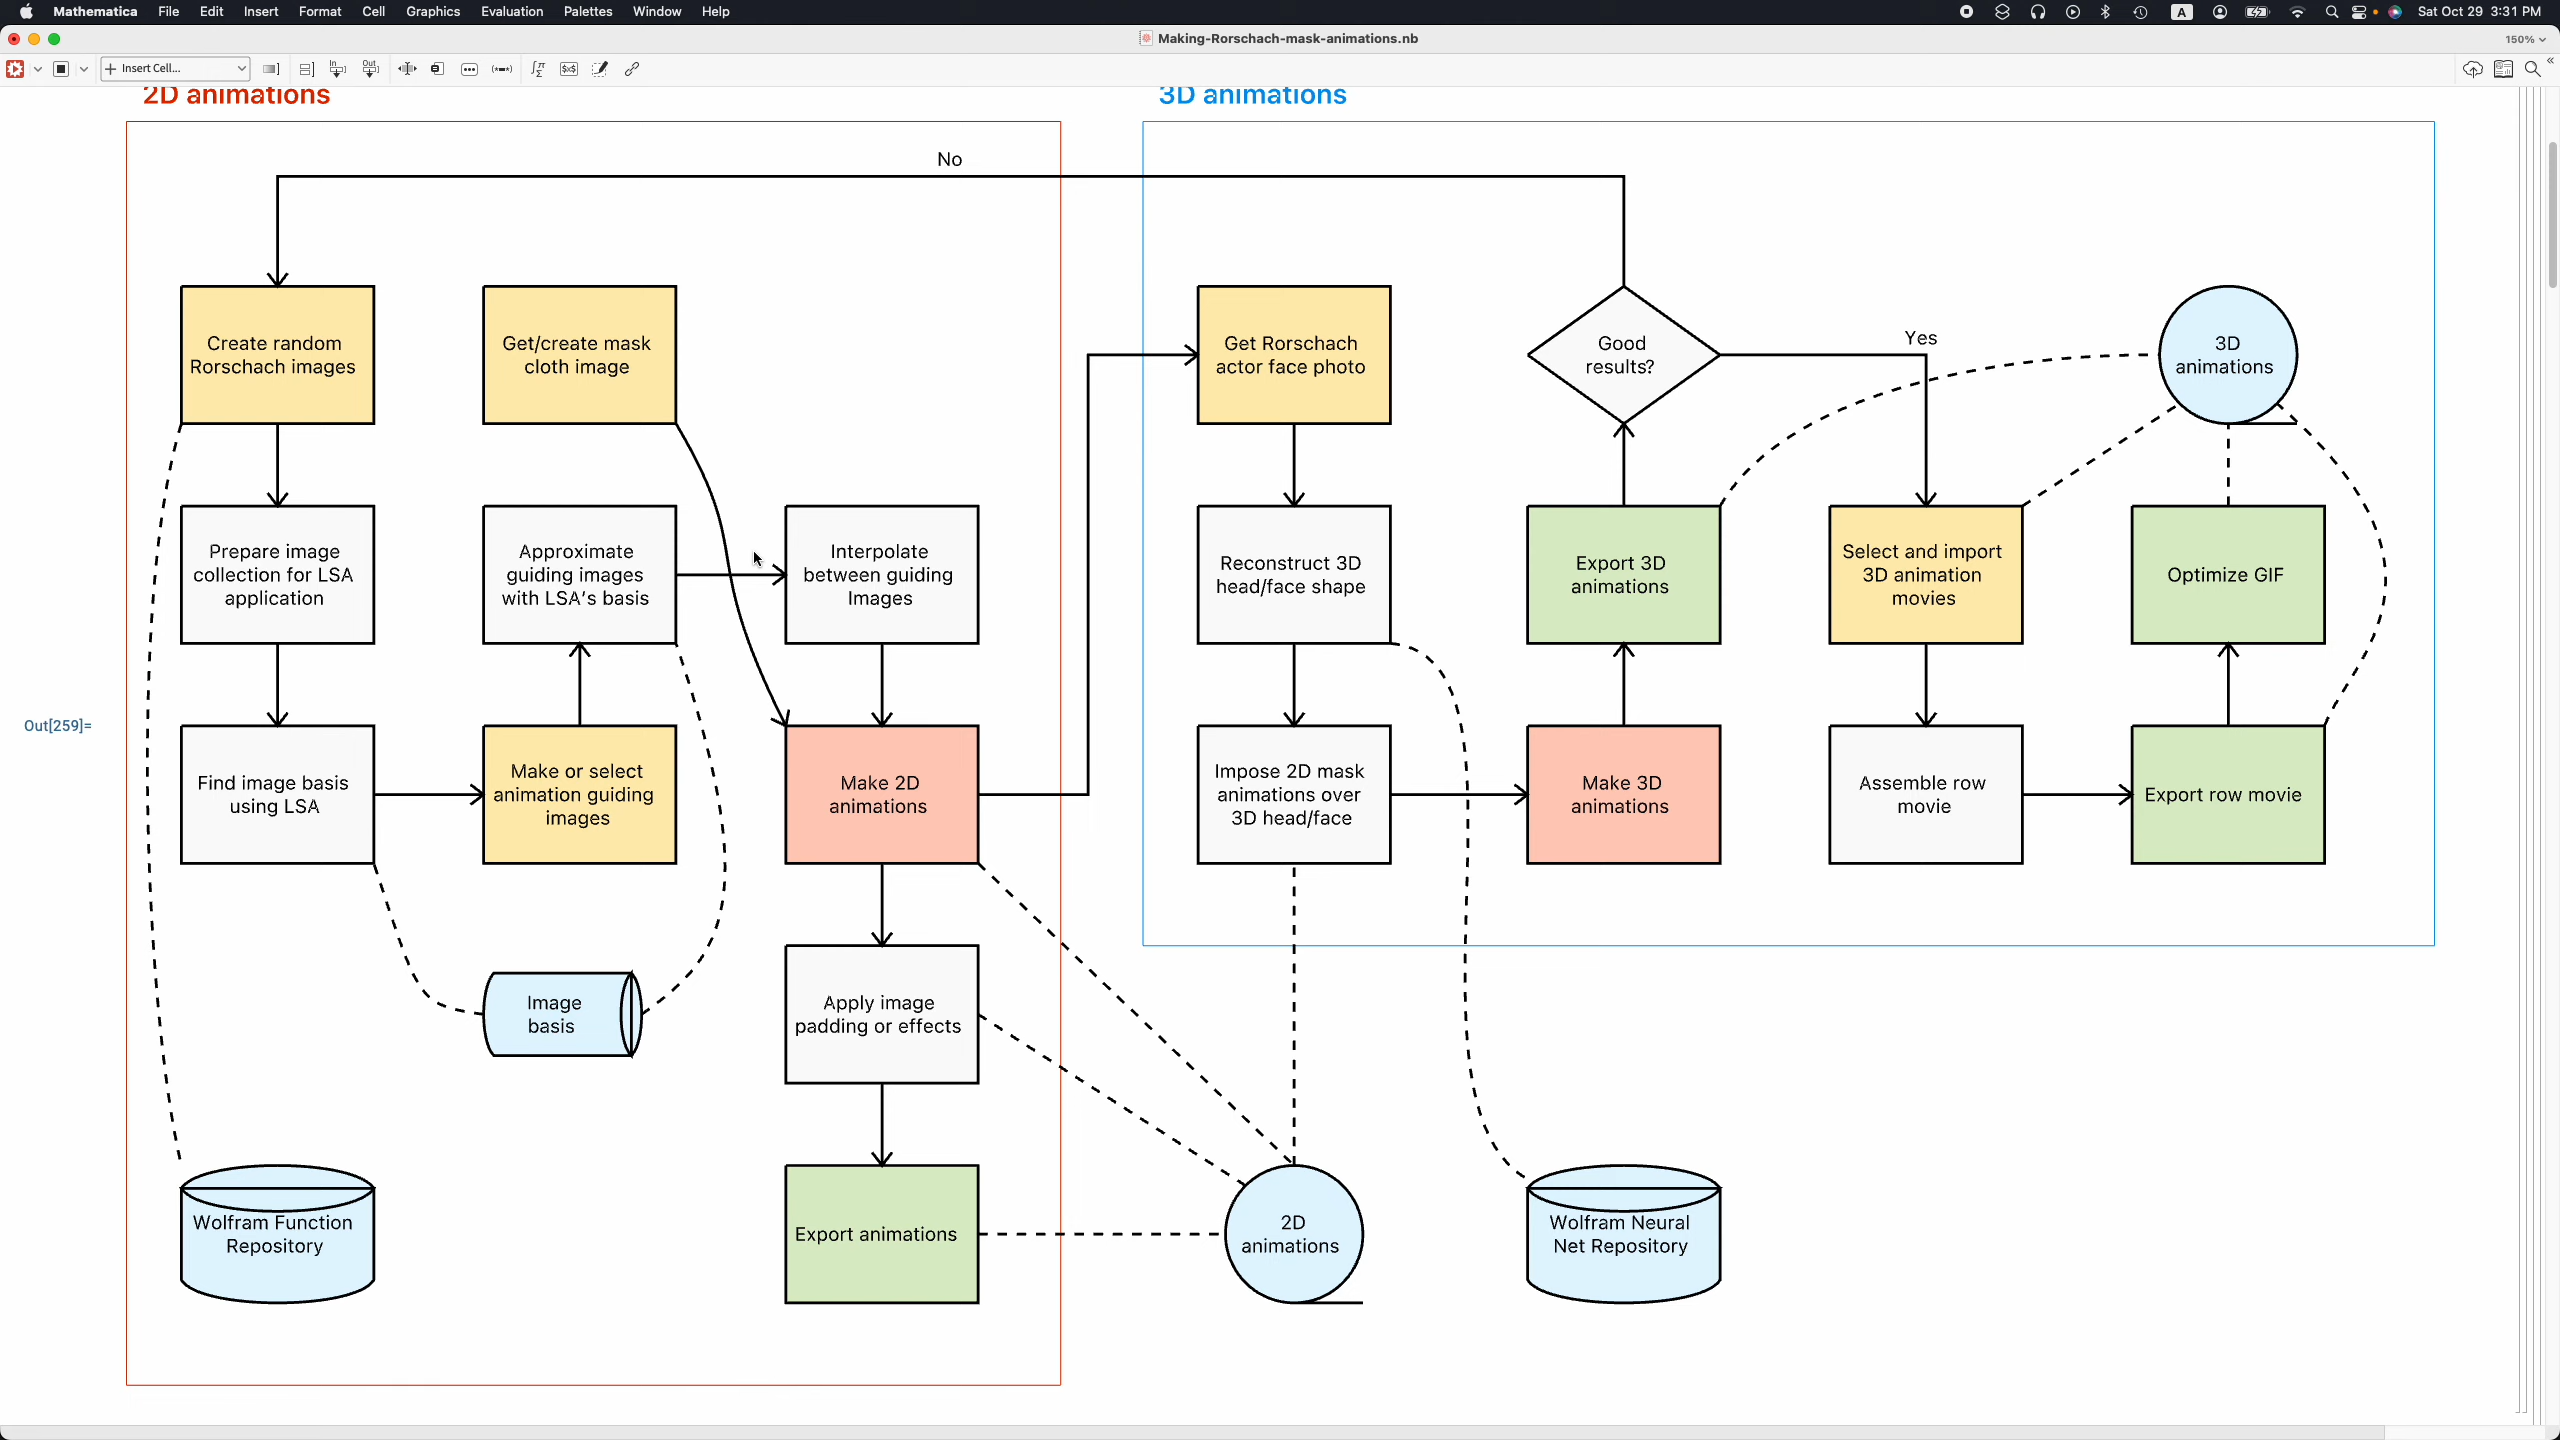 Mathematica File Edit Insert Format Cell Graphics Evaluation Palettes Window Help
A
Sat Oct 29 3:31 PM
Making-Rorschach-mask-animations.nb
150%
Insert Cell...
In
Out
2D animations
3D animations
No
Create random
Rorschach images
Get/create mask
cloth image
Get Rorschach
actor face photo
Good
results?
Yes
3D
animations
Prepare image
collection for LSA
application
Approximate
guiding images
with LSA's basis
Interpolate
between guiding
Images
Reconstruct 3D
head/face shape
Export 3D
animations
Select and import
3D animation
movies
Optimize GIF
Out[259]=
Find image basis
using LSA
Make or select
animation guiding
images
Make 2D
animations
Impose 2D mask
animations over
3D head/face
Make 3D
animations
Assemble row
movie
Export row movie
Image
basis
Apply image
padding or effects
Wolfram Function
Repository
Export animations
2D
animations
Wolfram Neural
Net Repository